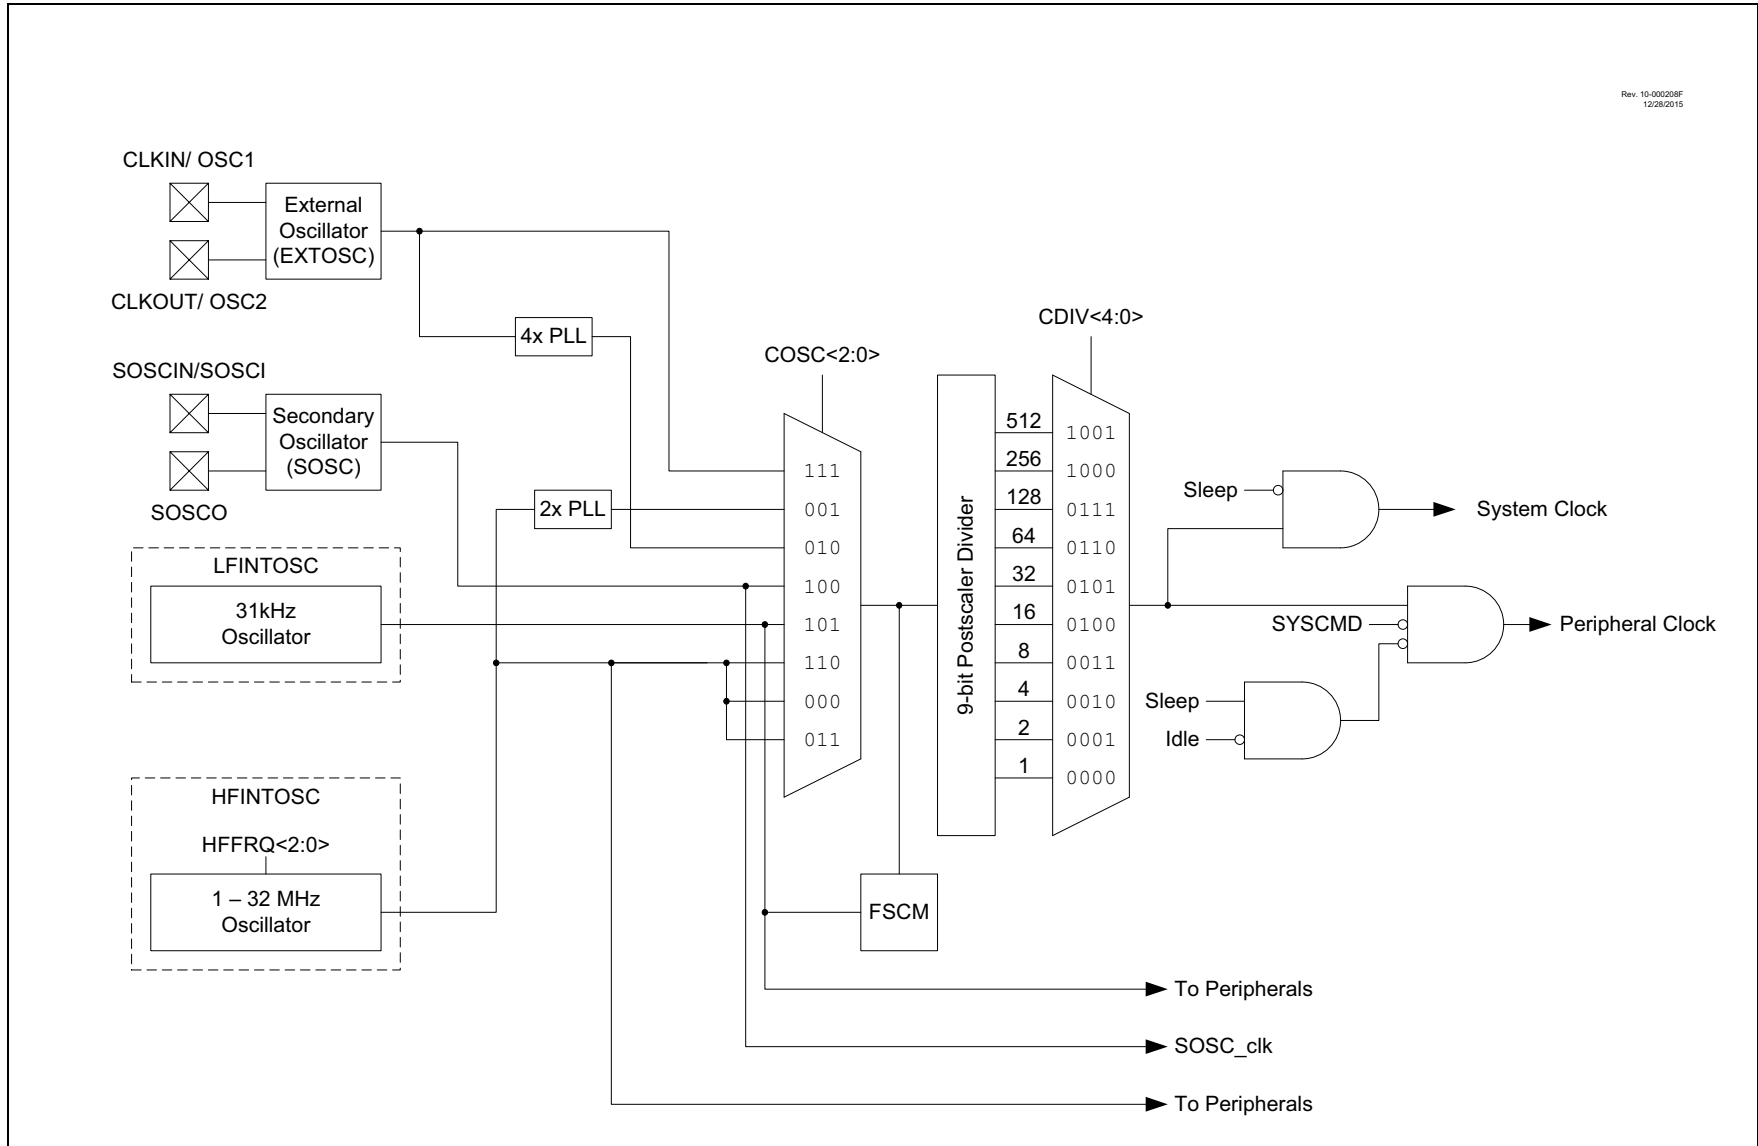 Rev. 10-000208F
12/28/2015
CLKIN/ OSC1
External
Oscillator
(EXTOSC)
CLKOUT/ OSC2
4x PLL
SOSCIN/SOSCI
Secondary
Oscillator
(SOSC)
SOSCO
2x PLL
LFINTOSC
31kHz
Oscillator
HFINTOSC
HFFRQ<2:0>
1 – 32 MHz
Oscillator
COSC<2:0>
111
001
010
100
101
110
000
011
FSCM
9-bit Postscaler Divider
CDIV<4:0>
512
256
128
64
32
16
8
4
2
1
1001
1000
0111
0110
0101
0100
0011
0010
0001
0000
Sleep
System Clock
SYSCMD
Peripheral Clock
Sleep
Idle
To Peripherals
SOSC_clk
To Peripherals